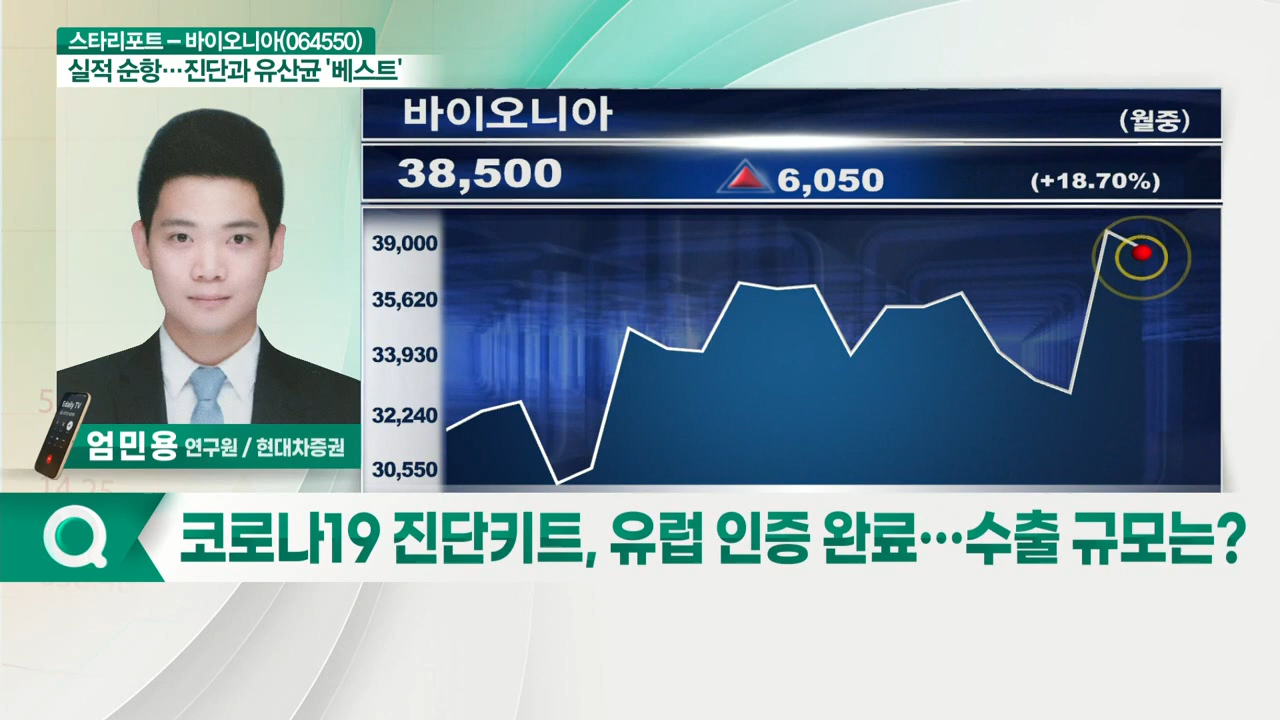 스타리포트 – 바이오니아(064550)
실적 순항…진단과 유산균 '베스트'
바이오니아
(월중)
38,500
6,050
(+18.70%)
39,000
35,620
33,930
32,240
30,550
Edaily TV
엄민용 연구원 / 현대차증권
코로나19 진단키트, 유럽 인증 완료…수출 규모는?